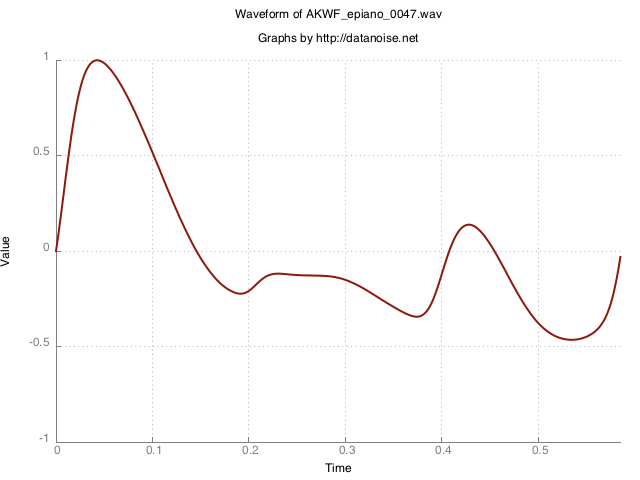 Waveform of AKWF_epiano_0047.wav
Graphs by http://datanoise.net
1
0.5
0
-0.5
-1
Value
0 0.1 0.2 0.3 0.4 0.5
Time